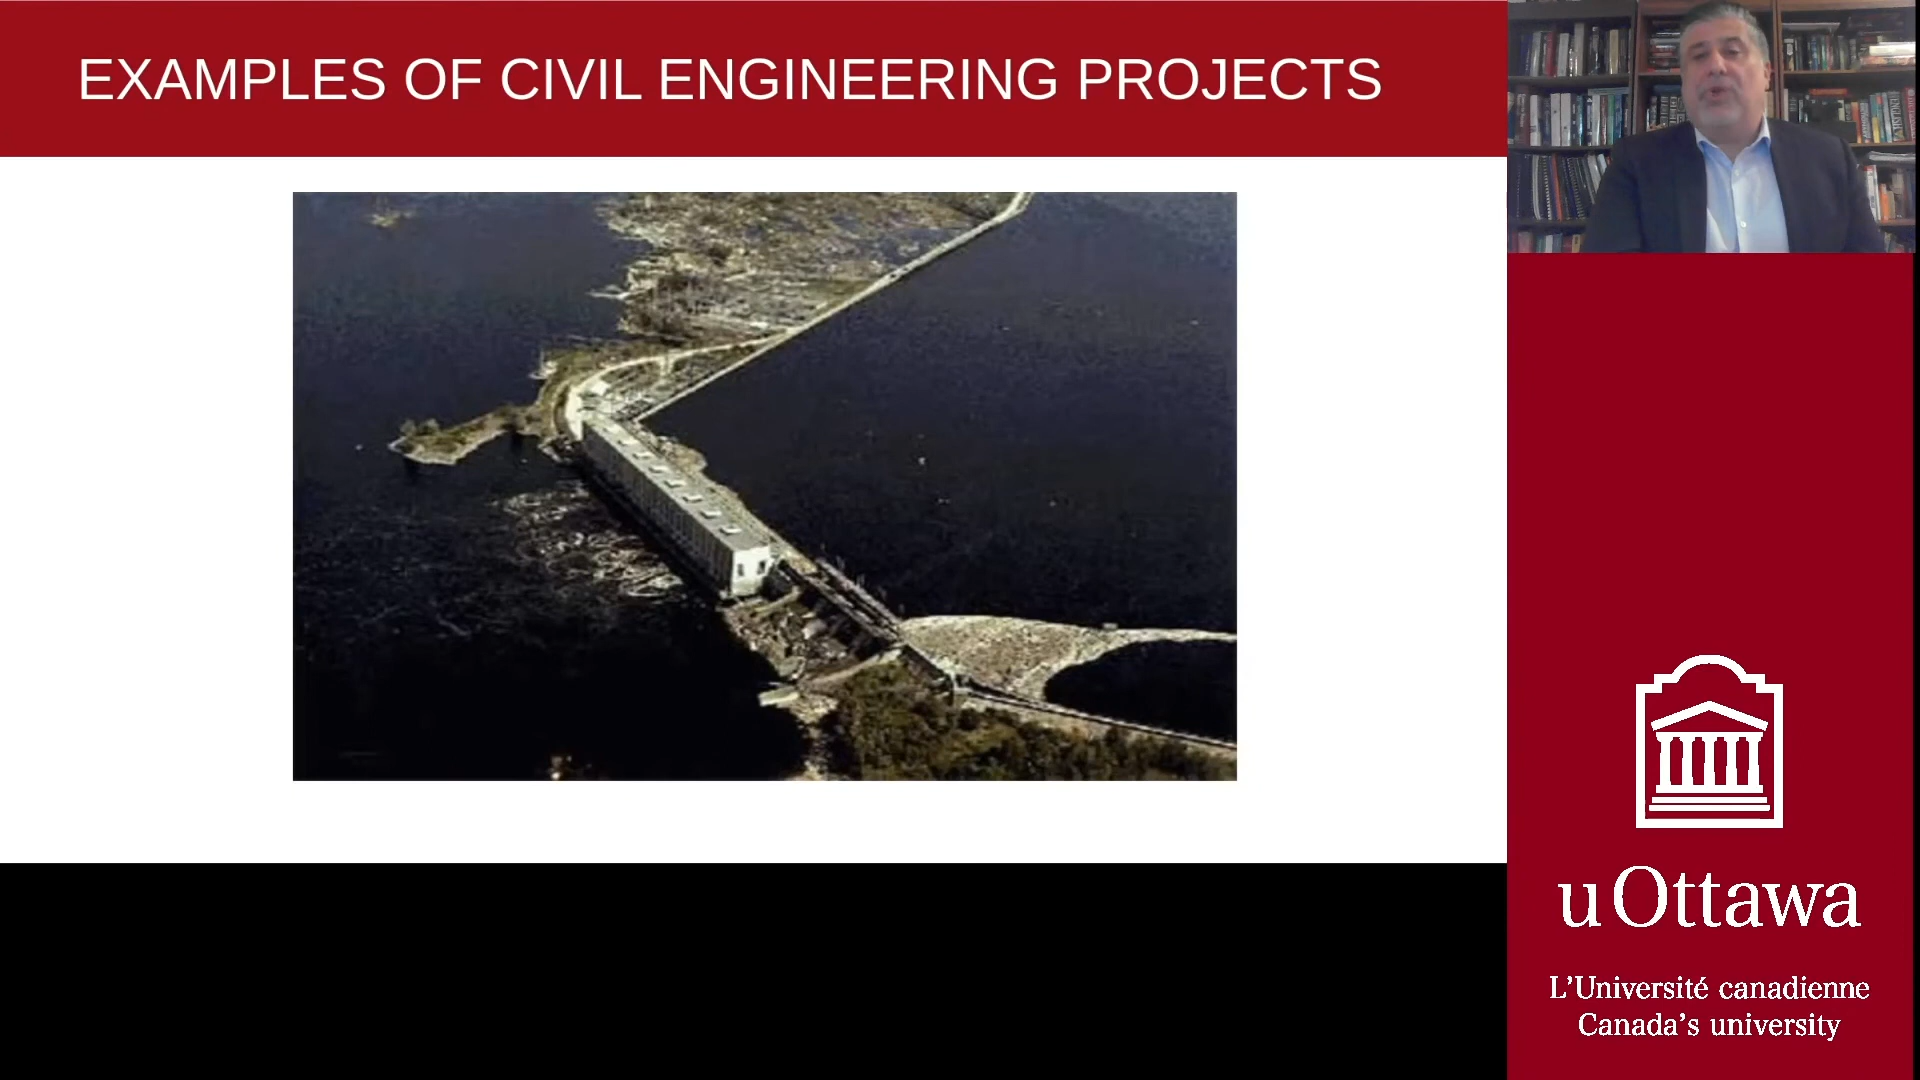 EXAMPLES OF CIVIL ENGINEERING PROJECTS
uOttawa
L'Université canadienne
Canada's university